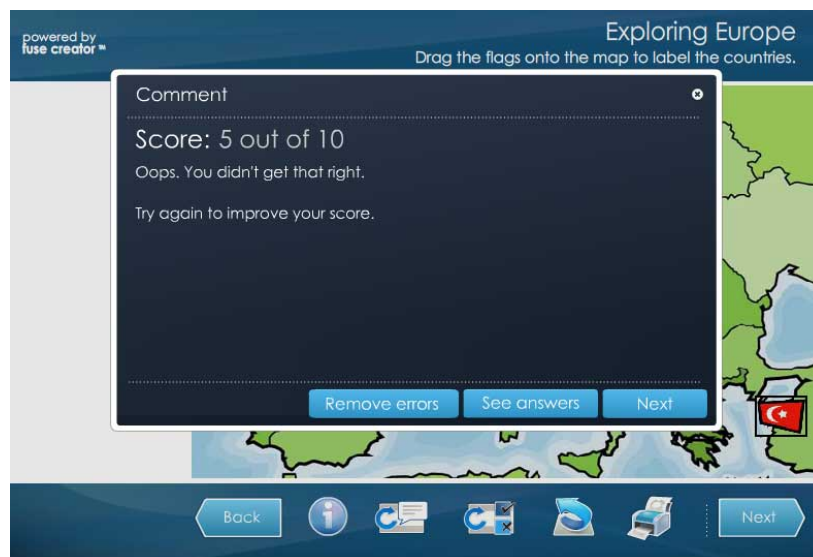 powered by
fuse creator™
Exploring Europe
Drag the flags onto the map to label the countries.
Comment
Score: 5 out of 10
Oops. You didn't get that right.
Try again to improve your score.
Remove errors
See answers
Next
Back
Next